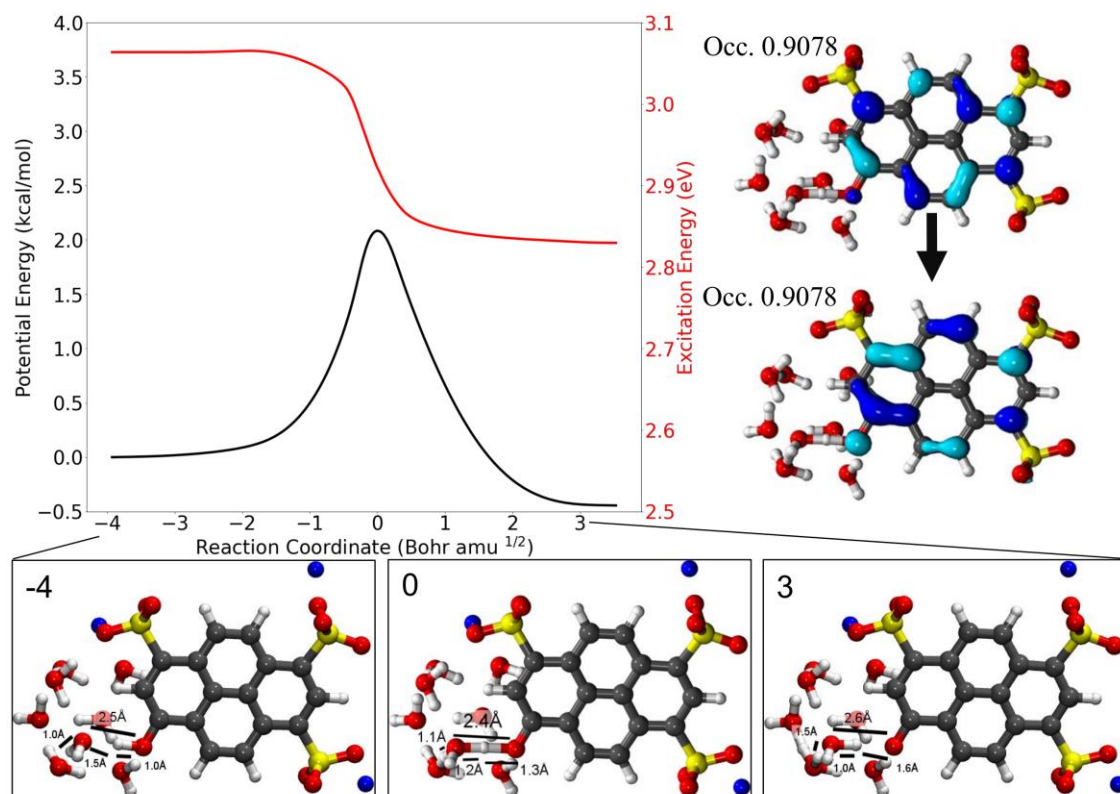 4.0
3.5
3.0
2.5
2.0
1.5
1.0
0.5
0.0
−0.5
Potential Energy (kcal/mol)
3.1
3.0
2.9
2.8
2.7
2.6
2.5
Excitation Energy (eV)
−4 −3 −2 −1 0 1 2 3
Reaction Coordinate (Bohr amu 1/2)
Occ. 0.9078
Occ. 0.9078
-4
2.5Å
1.0Å
1.5Å
1.0Å
0
2.4Å
1.1Å
1.2Å
1.3Å
3
2.6Å
1.5Å
1.0Å
1.6Å